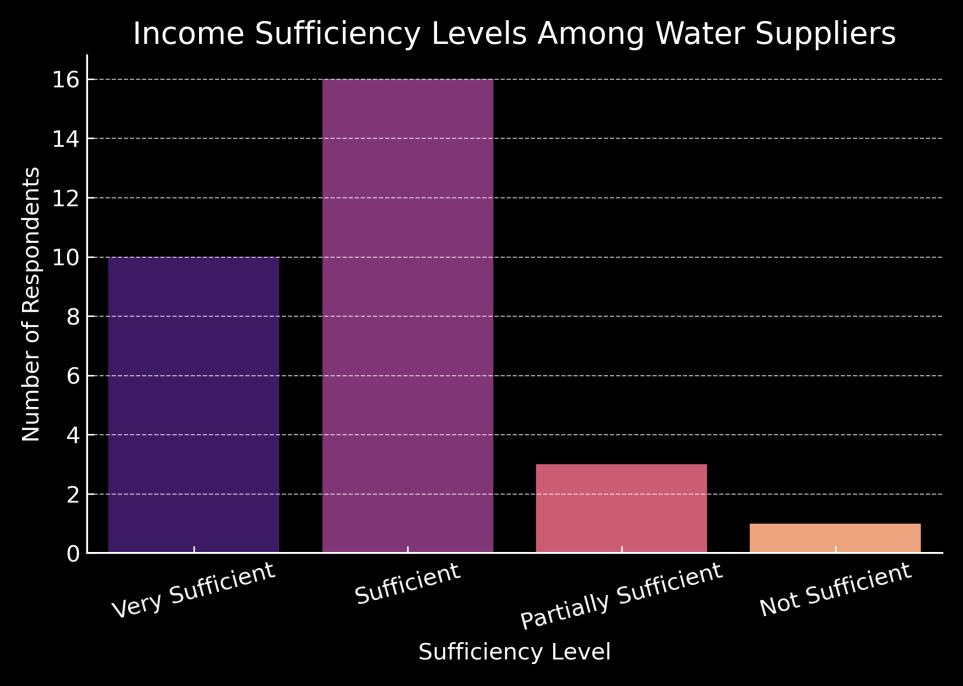 Income Sufficiency Levels Among Water Suppliers
Number of Respondents
16
14
12
10
8
6
4
2
0
Very Sufficient
Sufficient
Partially Sufficient
Not Sufficient
Sufficiency Level